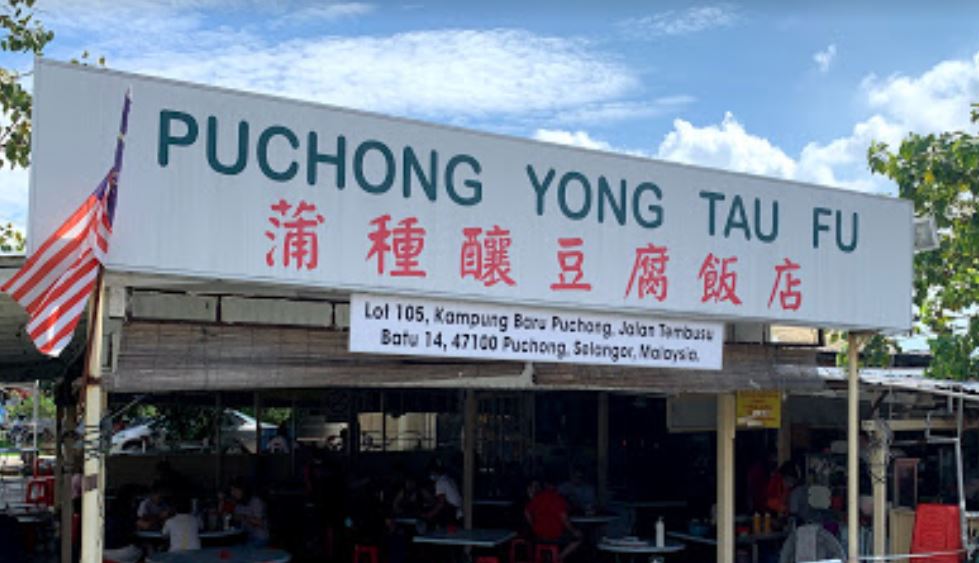 PUCHONG YONG TAU FU
蒲種釀豆腐飯店
Lot 105, Kampung Baru Puchong, Jalan Tembusu
Batu 14, 47100 Puchong, Selangor, Malaysia.